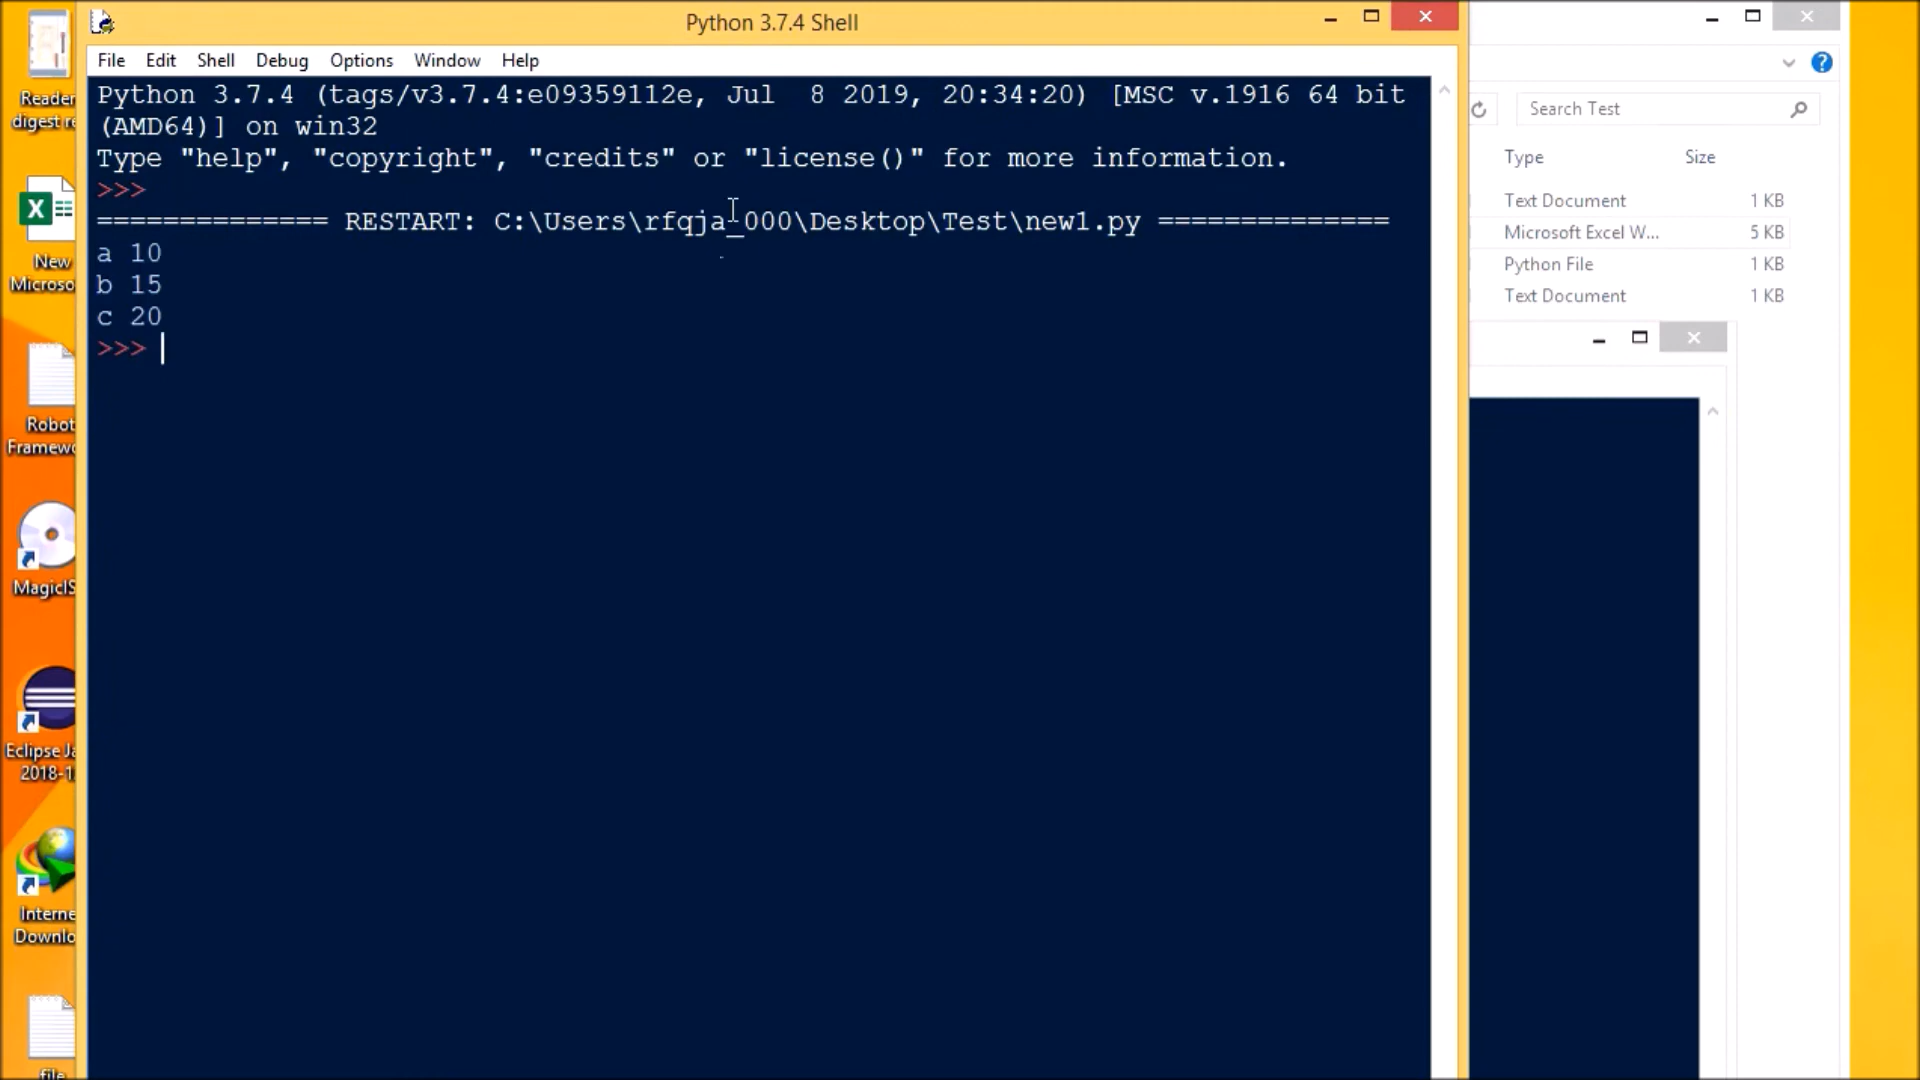 Python 3.7.4 Shell
File Edit Shell Debug Options Window Help
Python 3.7.4 (tags/v3.7.4:e09359112e, Jul  8 2019, 20:34:20) [MSC v.1916 64 bit
(AMD64)] on win32
Type "help", "copyright", "credits" or "license()" for more information.
>>>
============== RESTART: C:\Users\rfqja_000\Desktop\Test\new1.py ==============
a 10
b 15
c 20
>>>
Reader
digest re
New
Microso
Robot
Framewo
MagicIS
Eclipse Ja
2018-1
Interne
Downlo
file
Search Test
Type Size
Text Document 1 KB
Microsoft Excel W... 5 KB
Python File 1 KB
Text Document 1 KB